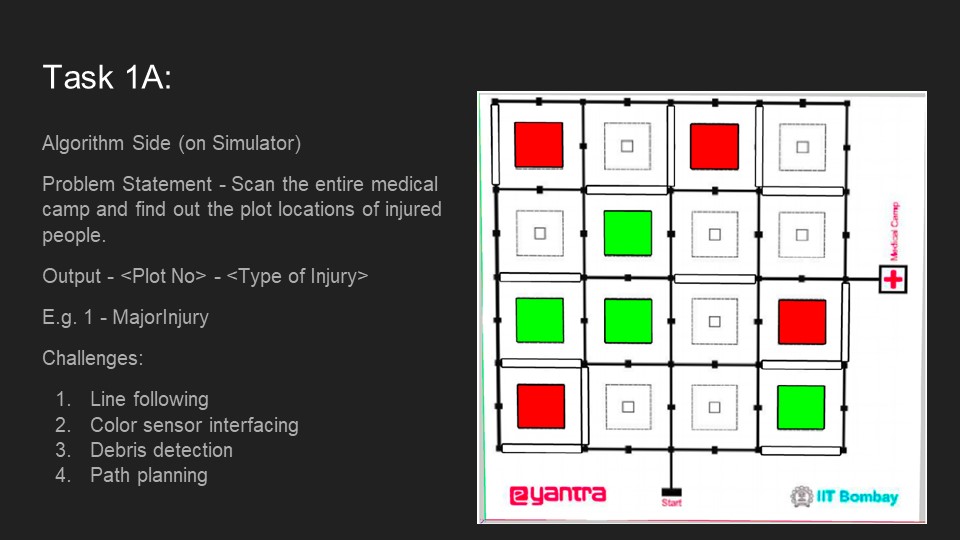 Task 1A:
Algorithm Side (on Simulator)
Problem Statement - Scan the entire medical
camp and find out the plot locations of injured
people.
Output - <Plot No> - <Type of Injury>
E.g. 1 - MajorInjury
Challenges:
1. Line following
2. Color sensor interfacing
3. Debris detection
4. Path planning
Medical Camp
Start
eyantra
IIT Bombay